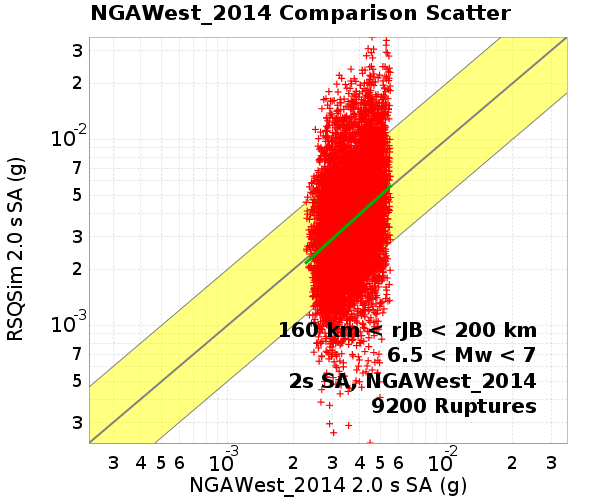 NGAWest_2014 Comparison Scatter
RSQSim 2.0 s SA (g)
3
2
10-2
7
5
3
2
10-3
7
5
3
160 km < rJB < 200 km
6.5 < Mw < 7
2s SA, NGAWest_2014
9200 Ruptures
3 4 5 6 10-3 2 3 4 5 6 10-2 2 3
NGAWest_2014 2.0 s SA (g)